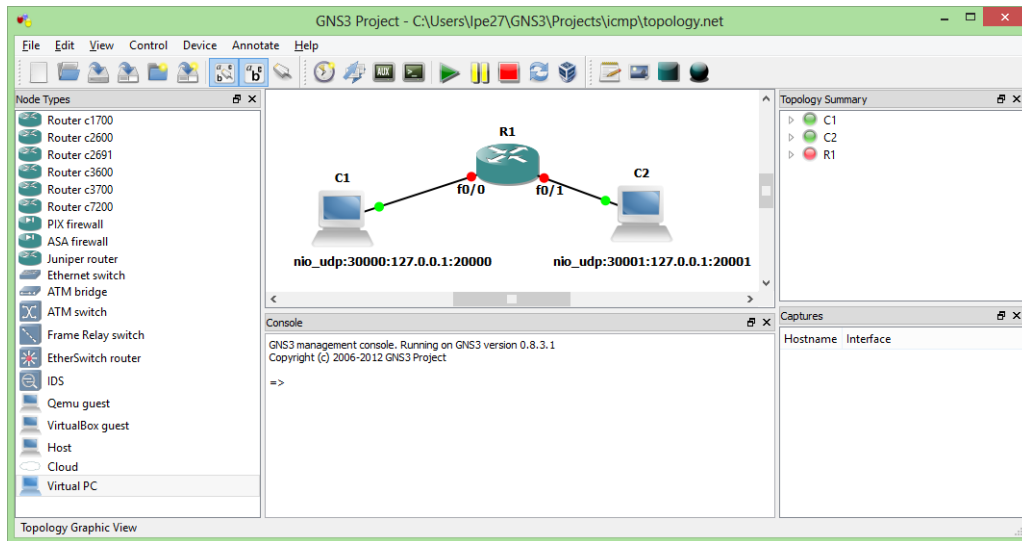 GNS3 Project - C:\Users\lpe27\GNS3\Projects\icmp\topology.net
File Edit View Control Device Annotate Help
AUX
Node Types
Router c1700
Router c2600
Router c2691
Router c3600
Router c3700
Router c7200
PIX firewall
ASA firewall
Juniper router
Ethernet switch
ATM bridge
ATM switch
Frame Relay switch
EtherSwitch router
IDS
Qemu guest
VirtualBox guest
Host
Cloud
Virtual PC
R1
C1
C2
f0/0
f0/1
nio_udp:30000:127.0.0.1:20000
nio_udp:30001:127.0.0.1:20001
Console
GNS3 management console. Running on GNS3 version 0.8.3.1
Copyright (c) 2006-2012 GNS3 Project
=>
Topology Summary
C1
C2
R1
Captures
Hostname Interface
Topology Graphic View